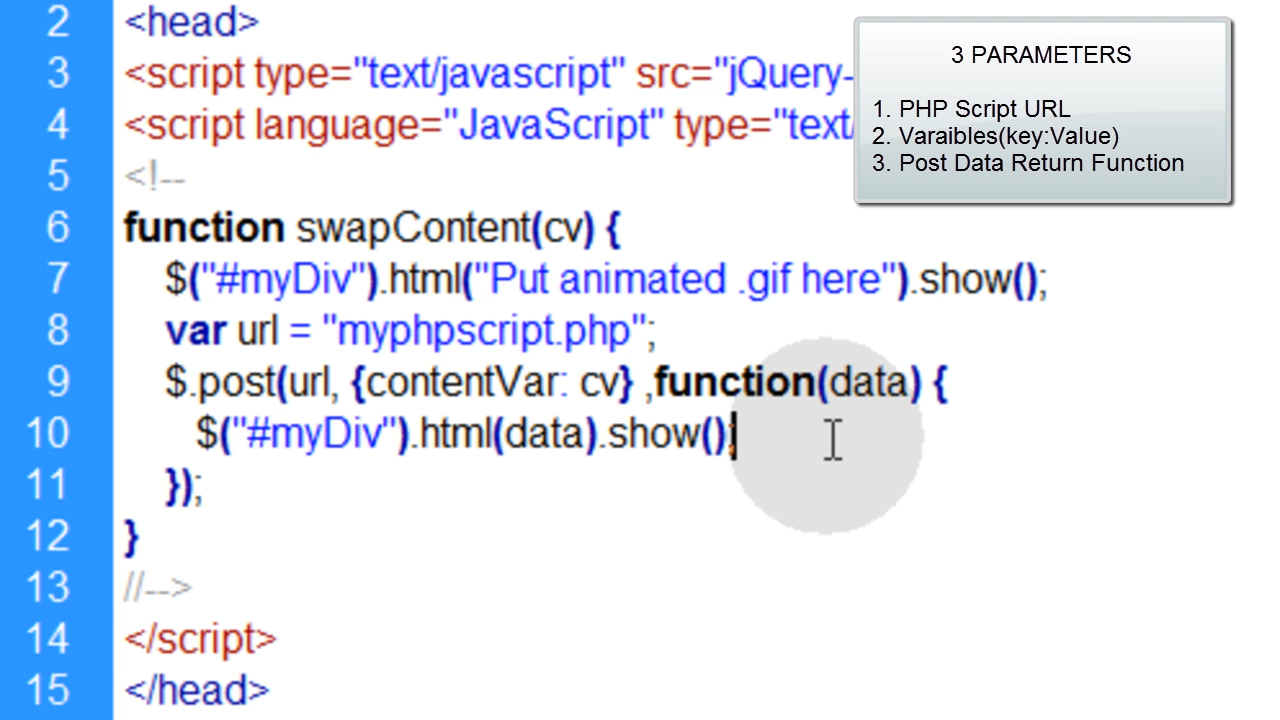 2 <head>
3 <script type="text/javascript" src="jQuery-
4 <script language="JavaScript" type="text/
5 <!--
6 function swapContent(cv) {
7 $("#myDiv").html("Put animated .gif here").show();
8 var url = "myphpscript.php";
9 $.post(url, {contentVar: cv} ,function(data) {
10 $("#myDiv").html(data).show();
11 });
12 }
13 //-->
14 </script>
15 </head>
3 PARAMETERS
1. PHP Script URL
2. Varaibles(key:Value)
3. Post Data Return Function